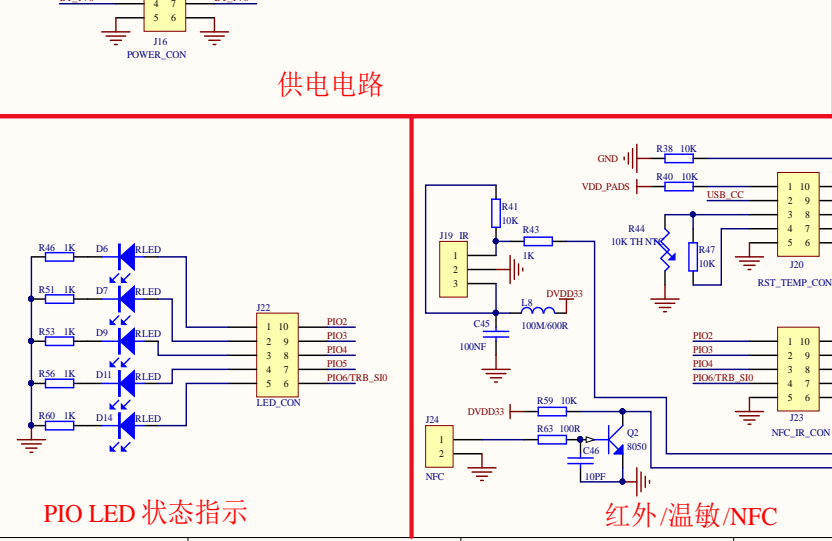 4 7
5 6
J16
POWER_CON
供电电路
R46 1K D6 RLED
R51 1K D7 RLED
R53 1K D9 RLED
R56 1K D11 RLED
R60 1K D14 RLED
J22
1 10 PIO2
2 9 PIO3
3 8 PIO4
4 7 PIO5
5 6 PIO6/TRB_SI0
LED_CON
PIO LED 状态指示
GND R38 10K
VDD_PADS R40 10K
USB_CC
R41
10K
R43
1K
J19 IR
1
2
3
R44
10K TH NTC
R47
10K
1 10
2 9
3 8
4 7
5 6
J20
RST_TEMP_CON
L8 DVDD33
100M/600R
C45
100NF
PIO2
PIO3
PIO4
PIO6/TRB_SI0
1 10
2 9
3 8
4 7
5 6
J23
NFC_IR_CON
DVDD33 R59 10K
J24
1
2
NFC
R63 100R
Q2
8050
C46
10PF
红外/温敏/NFC